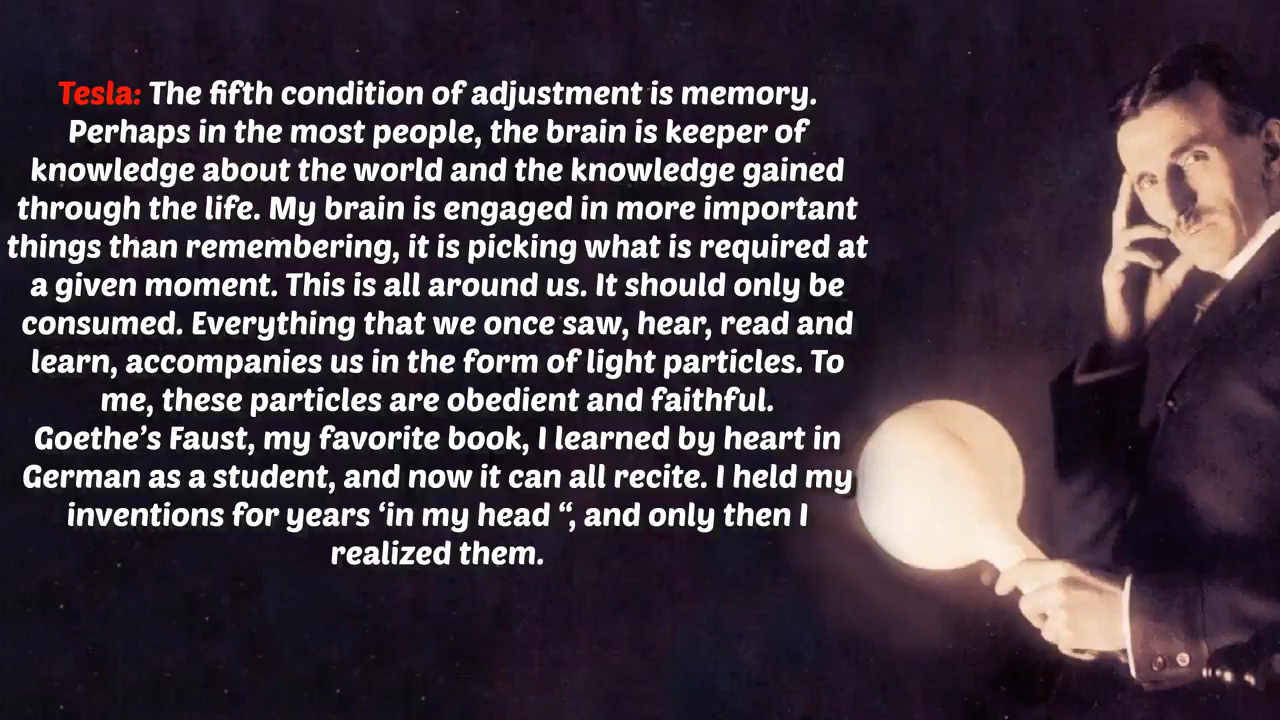 Tesla: The fifth condition of adjustment is memory.
Perhaps in the most people, the brain is keeper of
knowledge about the world and the knowledge gained
through the life. My brain is engaged in more important
things than remembering, it is picking what is required at
a given moment. This is all around us. It should only be
consumed. Everything that we once saw, hear, read and
learn, accompanies us in the form of light particles. To
me, these particles are obedient and faithful.
Goethe’s Faust, my favorite book, I learned by heart in
German as a student, and now it can all recite. I held my
inventions for years ‘in my head “, and only then I
realized them.